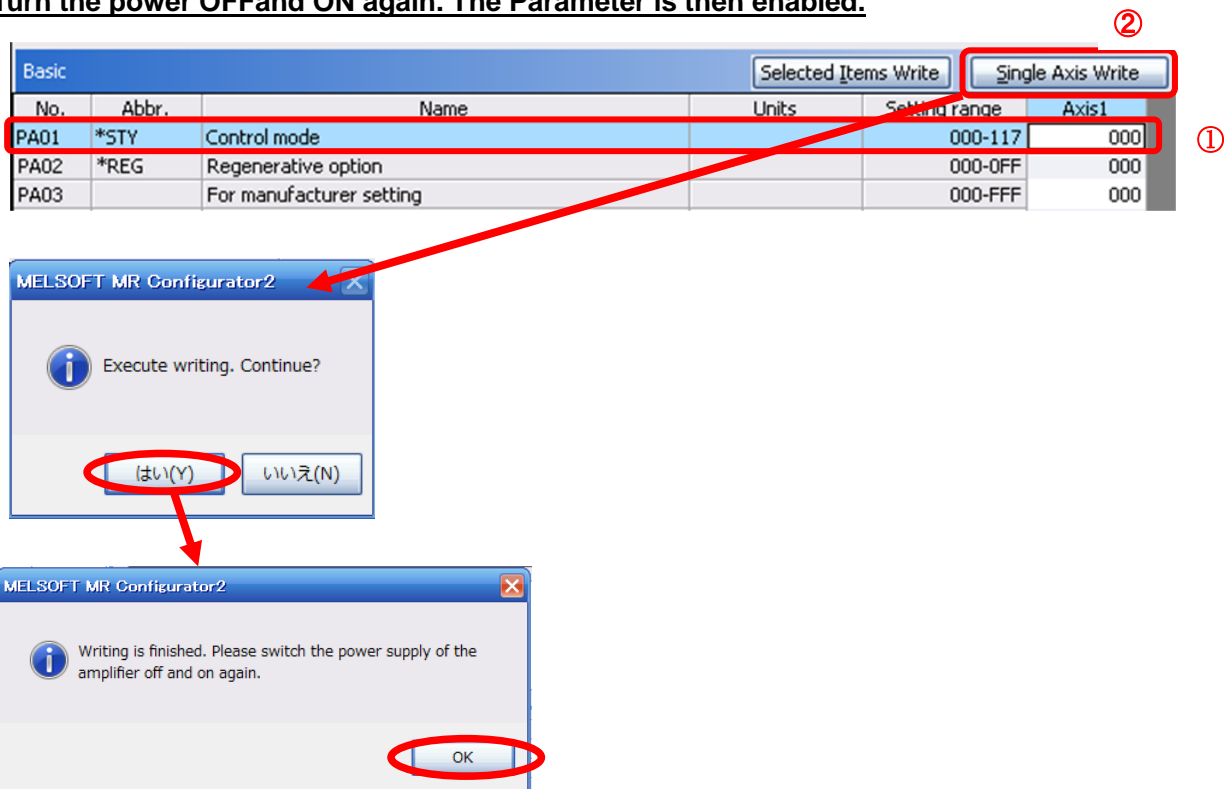 Turn the power OFFand ON again. The Parameter is then enabled.
②
Basic Selected Items Write Single Axis Write
No. Abbr. Name Units Setting range Axis1
PA01 *STY Control mode 000-117 000
①
PA02 *REG Regenerative option 000-0FF 000
PA03 For manufacturer setting 000-FFF 000
MELSOFT MR Configurator2
Execute writing. Continue?
はい(Y) いいえ(N)
MELSOFT MR Configurator2
Writing is finished. Please switch the power supply of the
amplifier off and on again.
OK